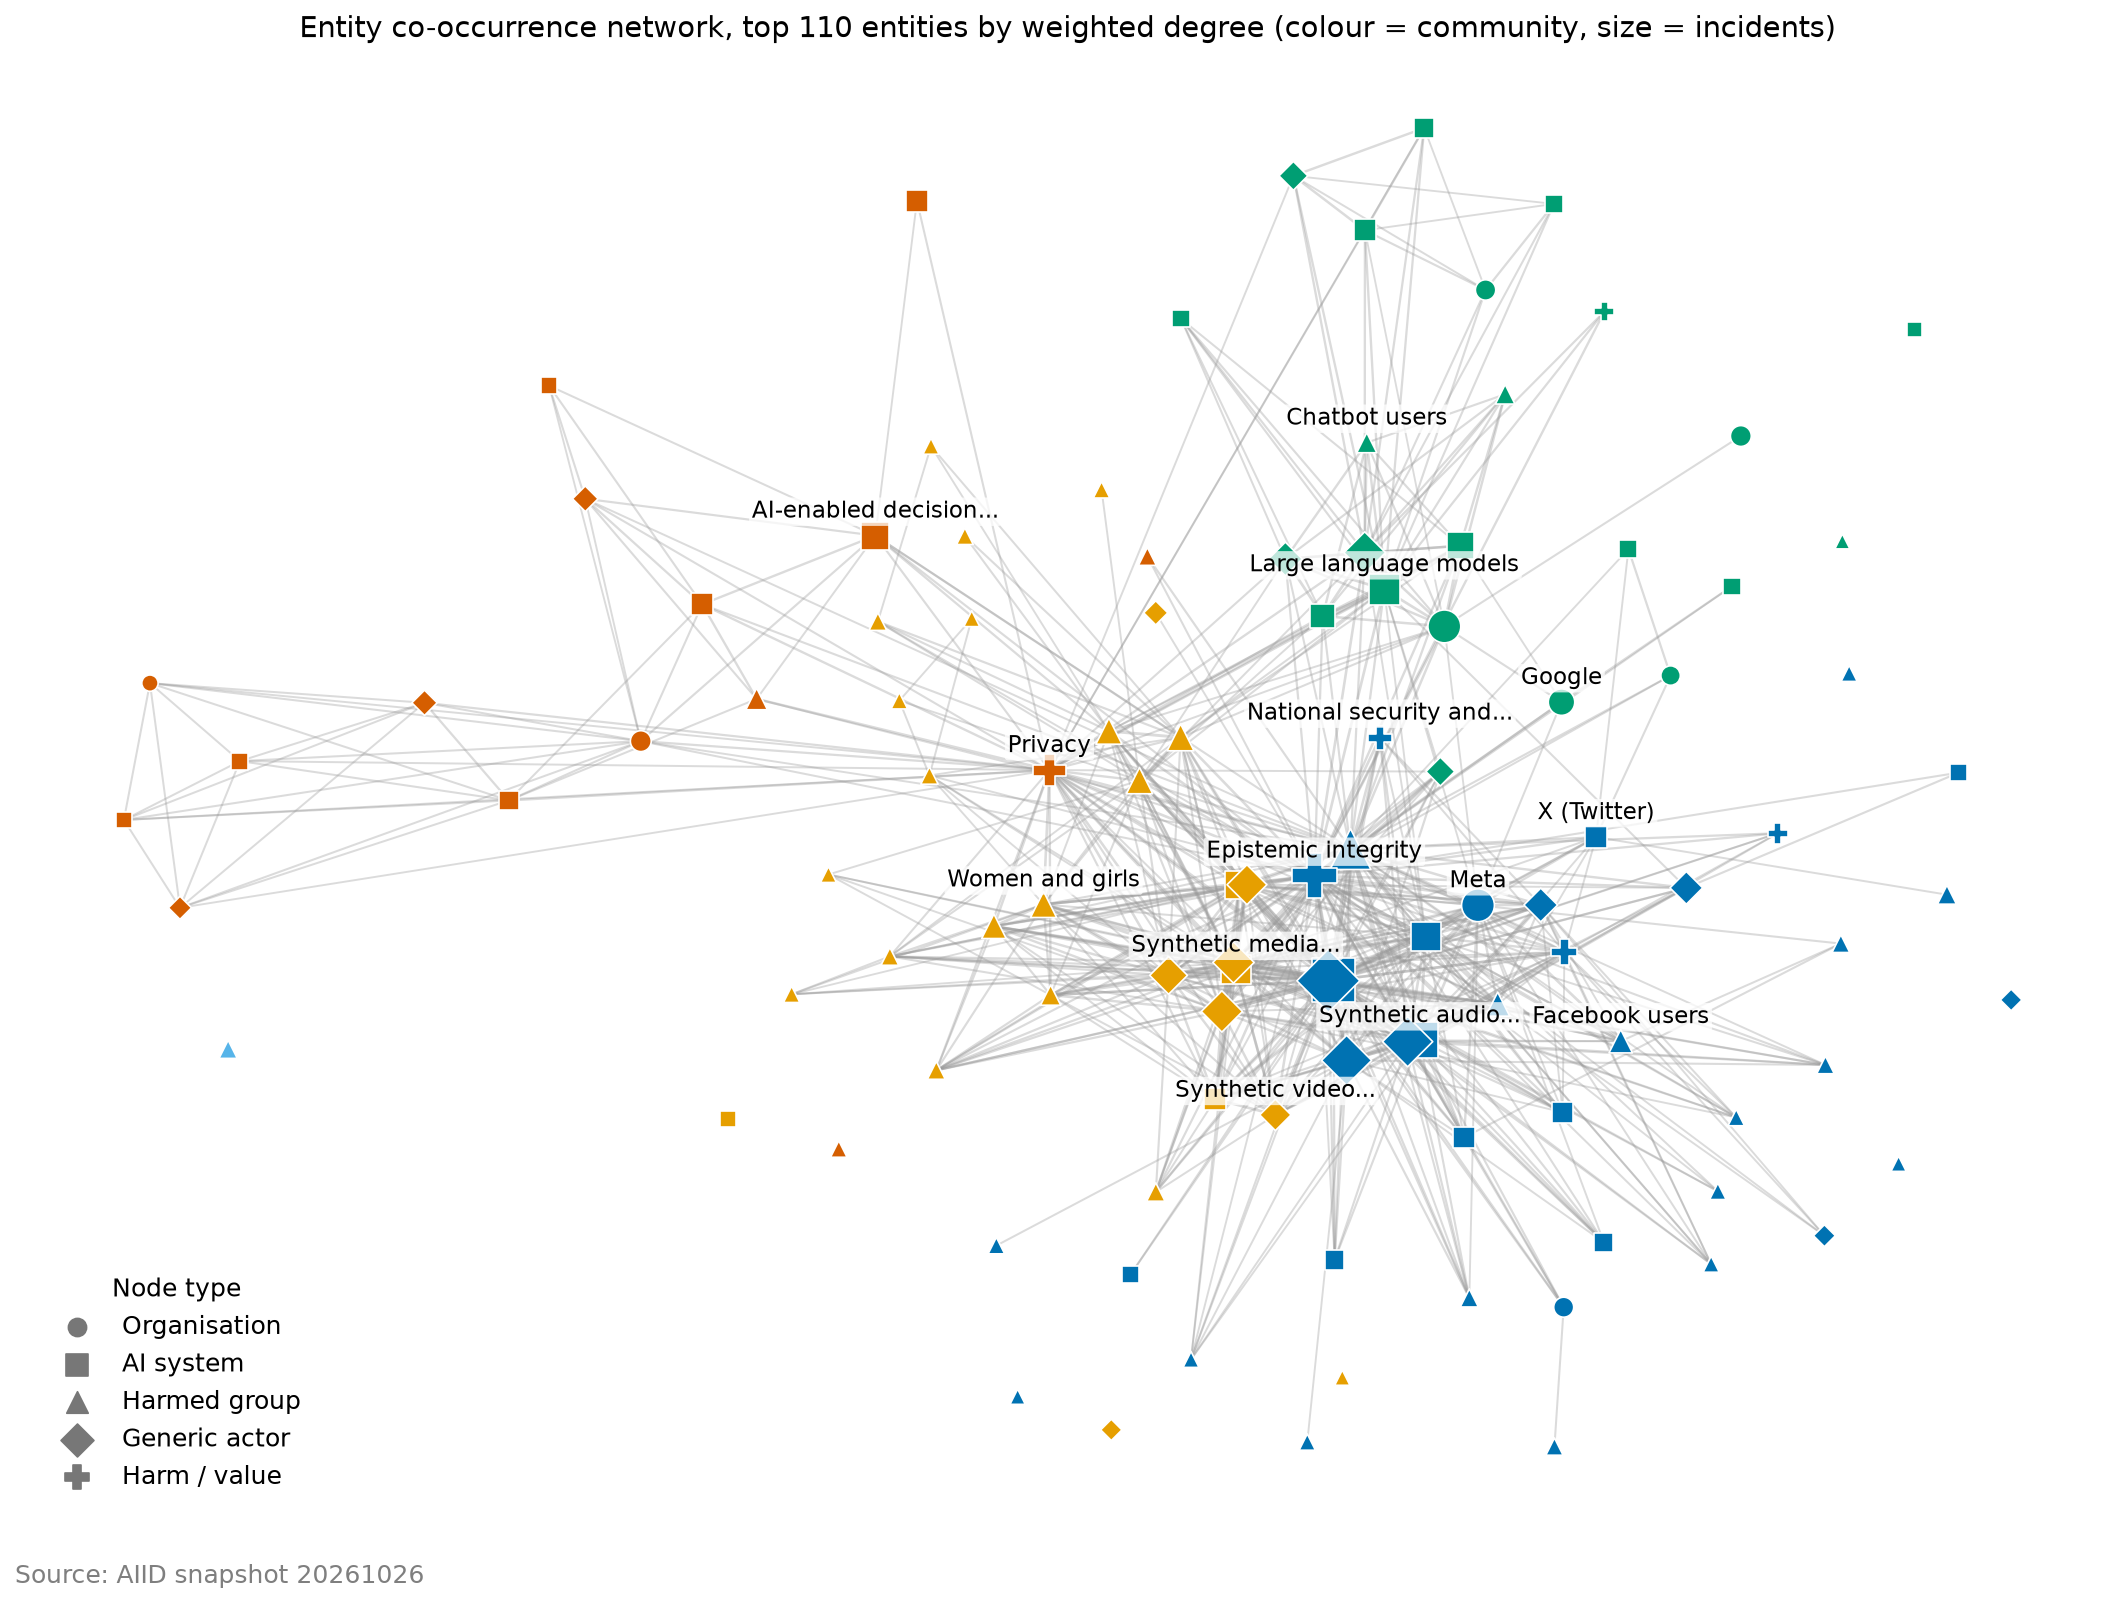 Entity co-occurrence network, top 110 entities by weighted degree (colour = community, size = incidents)
Chatbot users
AI-enabled decision...
Large language models
Google
National security and...
Privacy
X (Twitter)
Epistemic integrity
Women and girls
Meta
Synthetic media...
Synthetic audio...
Facebook users
Synthetic video...
Node type
Organisation
AI system
Harmed group
Generic actor
Harm / value
Source: AIID snapshot 20261026